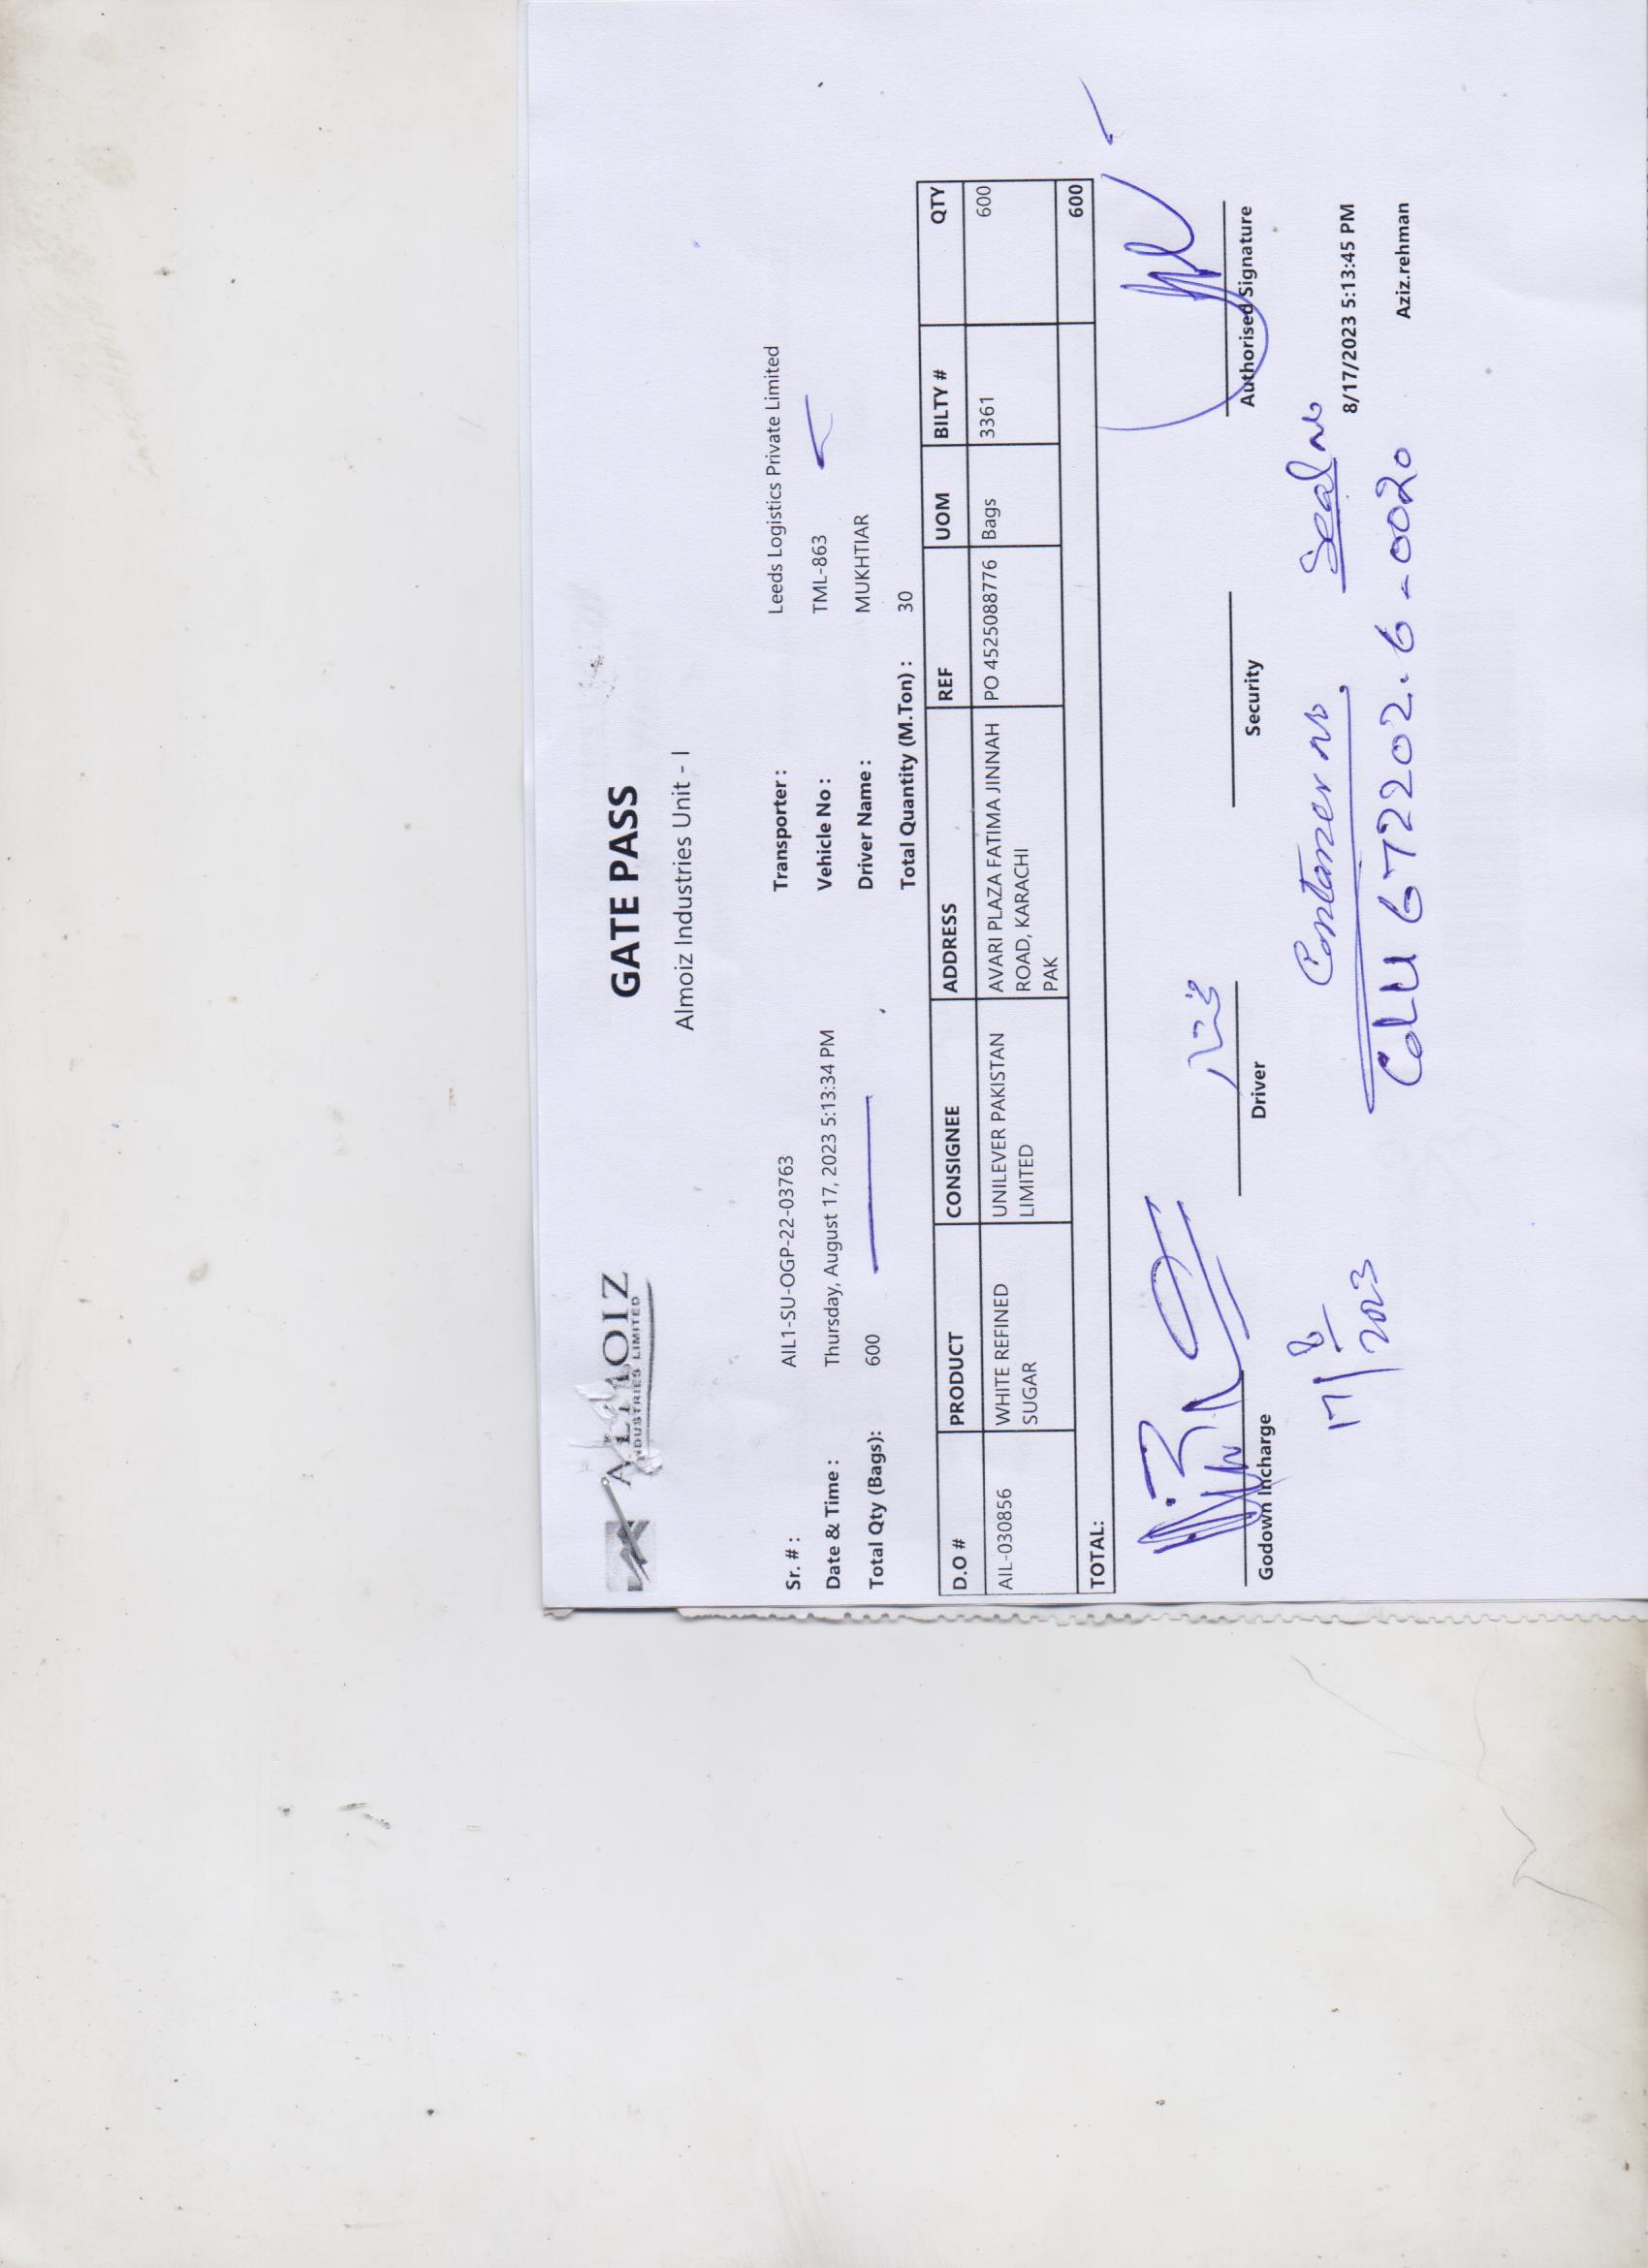 ALMOIZ
INDUSTRIES LIMITED
GATE PASS
Almoiz Industries Unit - I
Sr. # : AIL1-SU-OGP-22-03763 Transporter : Leeds Logistics Private Limited
Date & Time : Thursday, August 17, 2023 5:13:34 PM Vehicle No : TML-863
Total Qty (Bags): 600 Driver Name : MUKHTIAR
Total Quantity (M.Ton) : 30
D.O # PRODUCT CONSIGNEE ADDRESS REF UOM BILTY # QTY
AIL-030856 WHITE REFINED UNILEVER PAKISTAN AVARI PLAZA FATIMA JINNAH PO 4525088776 Bags 3361 600
SUGAR LIMITED ROAD, KARACHI
PAK
TOTAL: 600
Godown Incharge Driver Security Authorised Signature
17/8 Container no Seal no
8/17/2023 5:13:45 PM
2023 672202.6 - 0020
Aziz.rehman